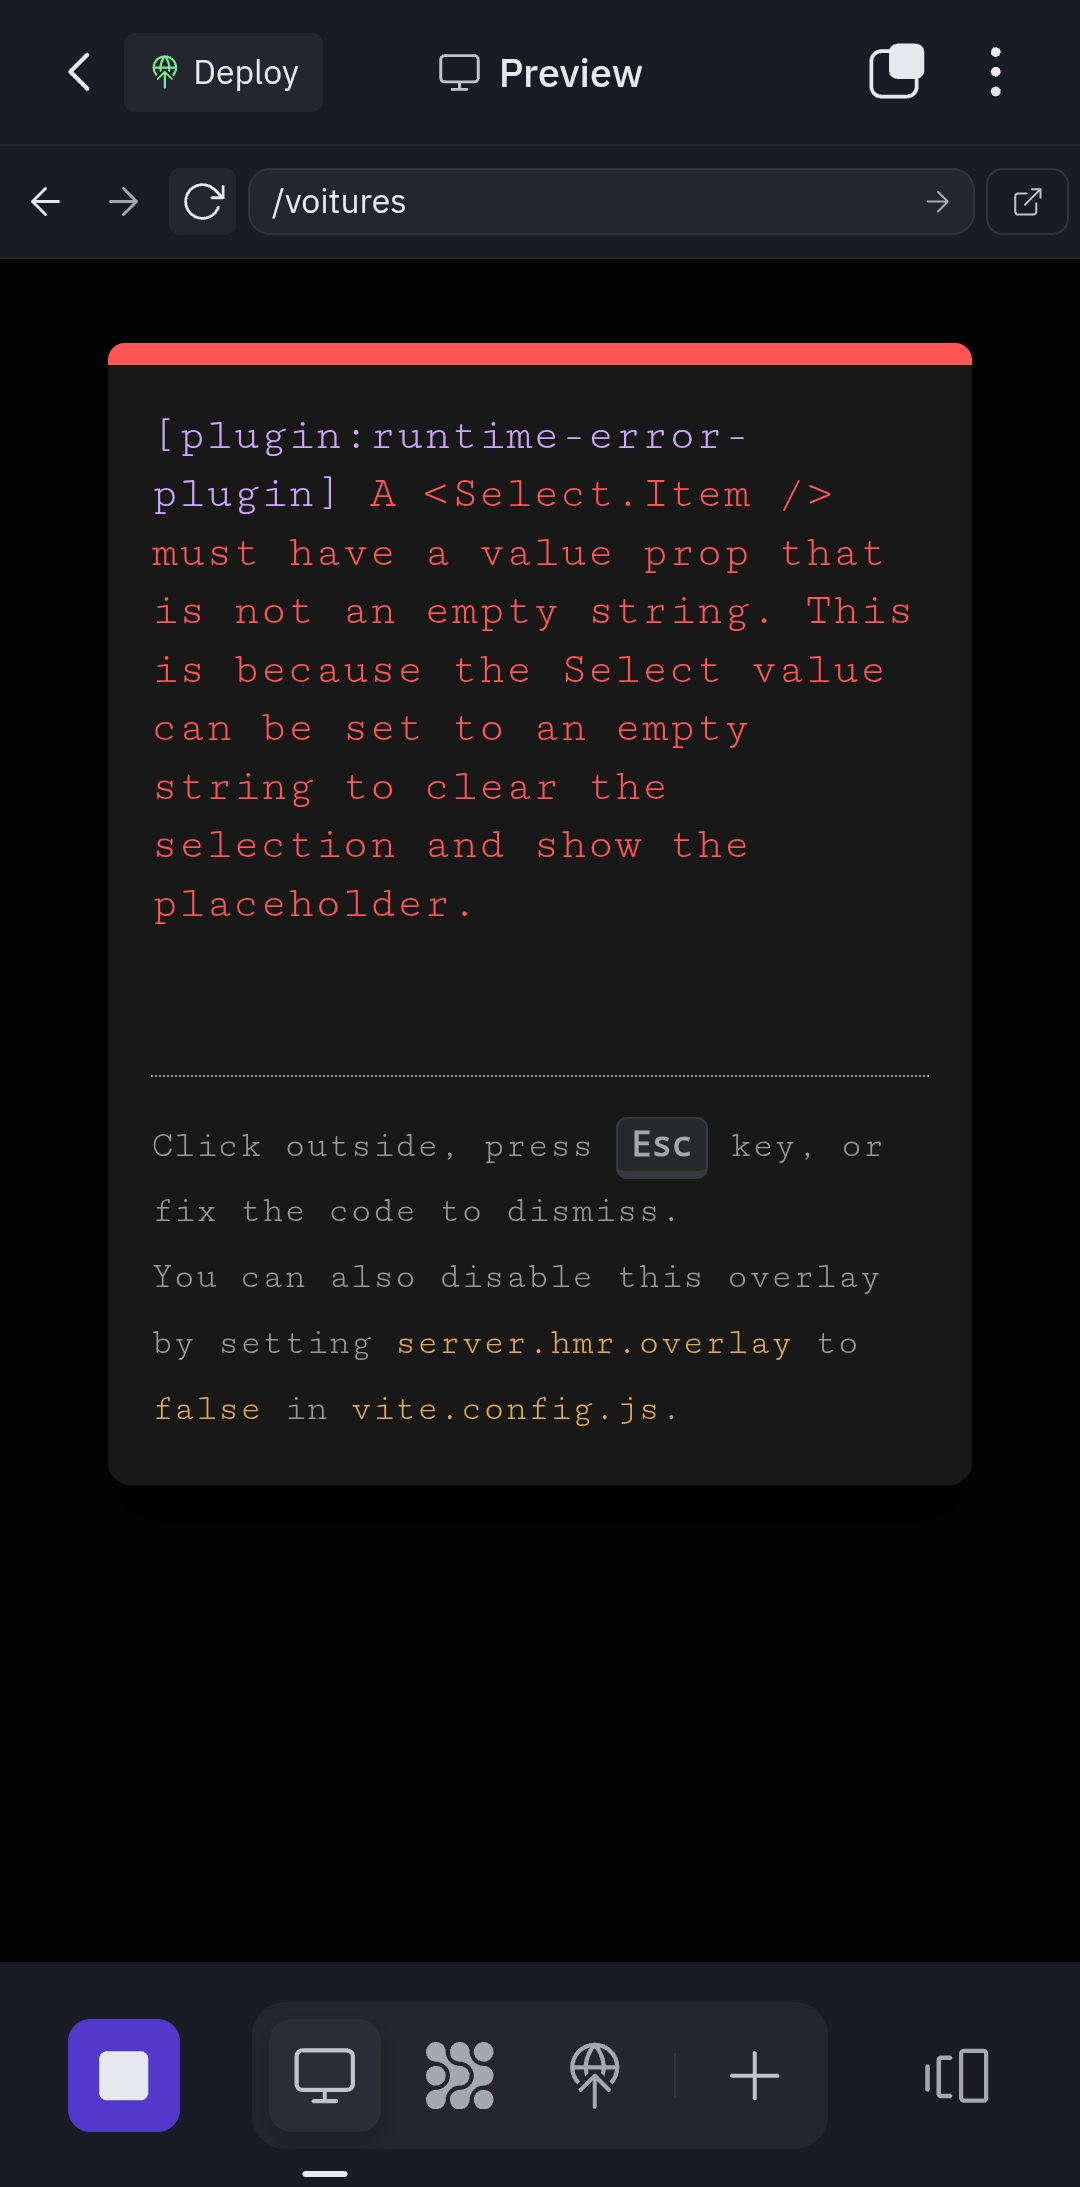 Deploy
Preview
/voitures
[plugin:runtime-error-
plugin] A <Select.Item />
must have a value prop that
is not an empty string. This
is because the Select value
can be set to an empty
string to clear the
selection and show the
placeholder.
Click outside, press Esc key, or
fix the code to dismiss.
You can also disable this overlay
by setting server.hmr.overlay to
false in vite.config.js.